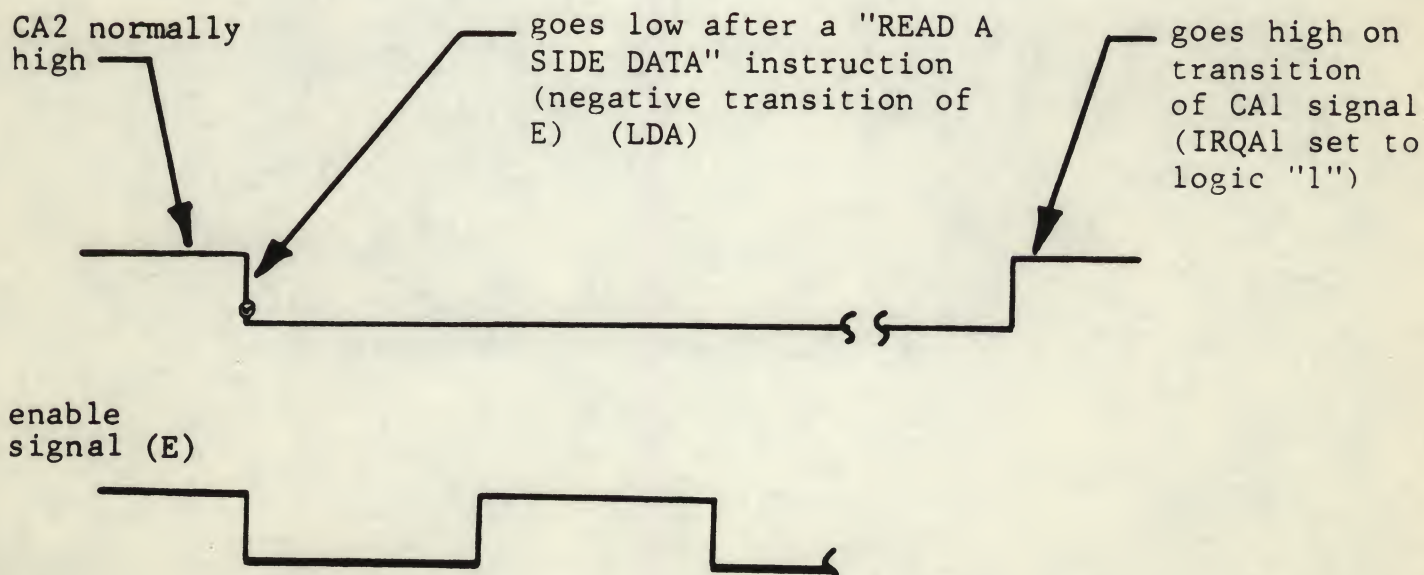 CA2 normally
high
goes low after a "READ A
SIDE DATA" instruction
(negative transition of
E) (LDA)
goes high on
transition
of CA1 signal
(IRQA1 set to
logic "1")
enable
signal (E)